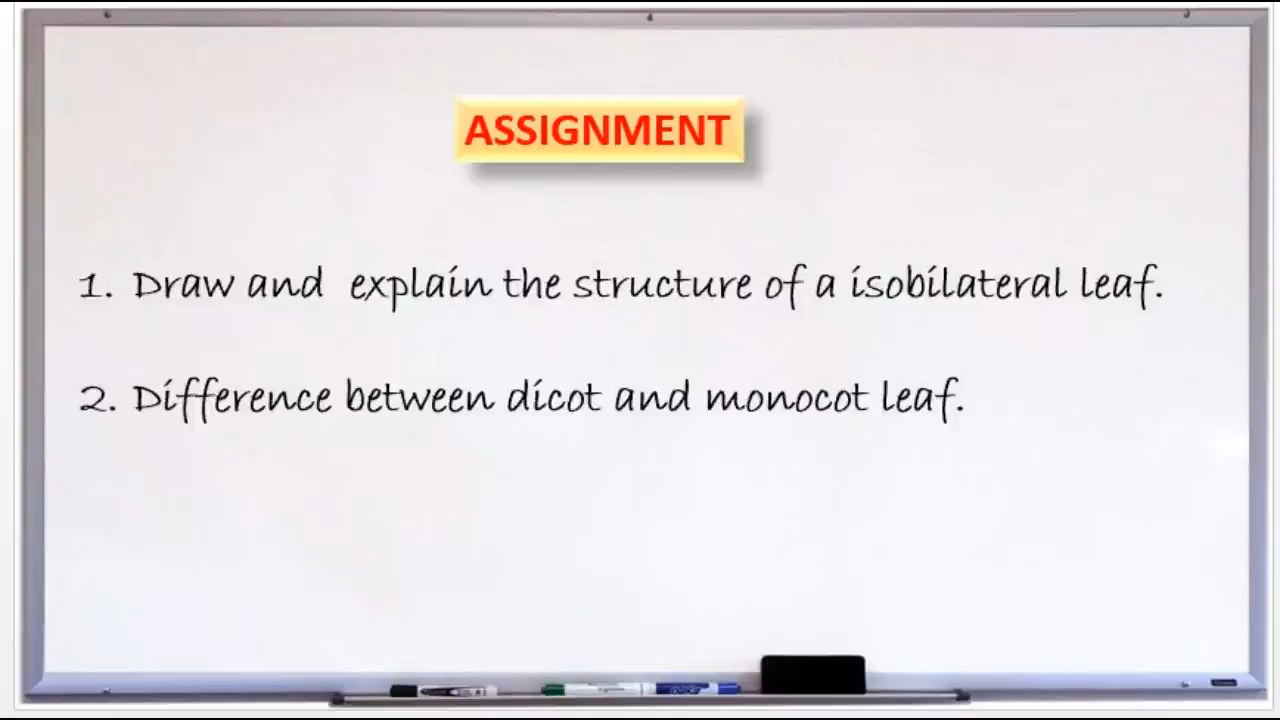 ASSIGNMENT
1. Draw and explain the structure of a isobilateral leaf.
2. Difference between dicot and monocot leaf.